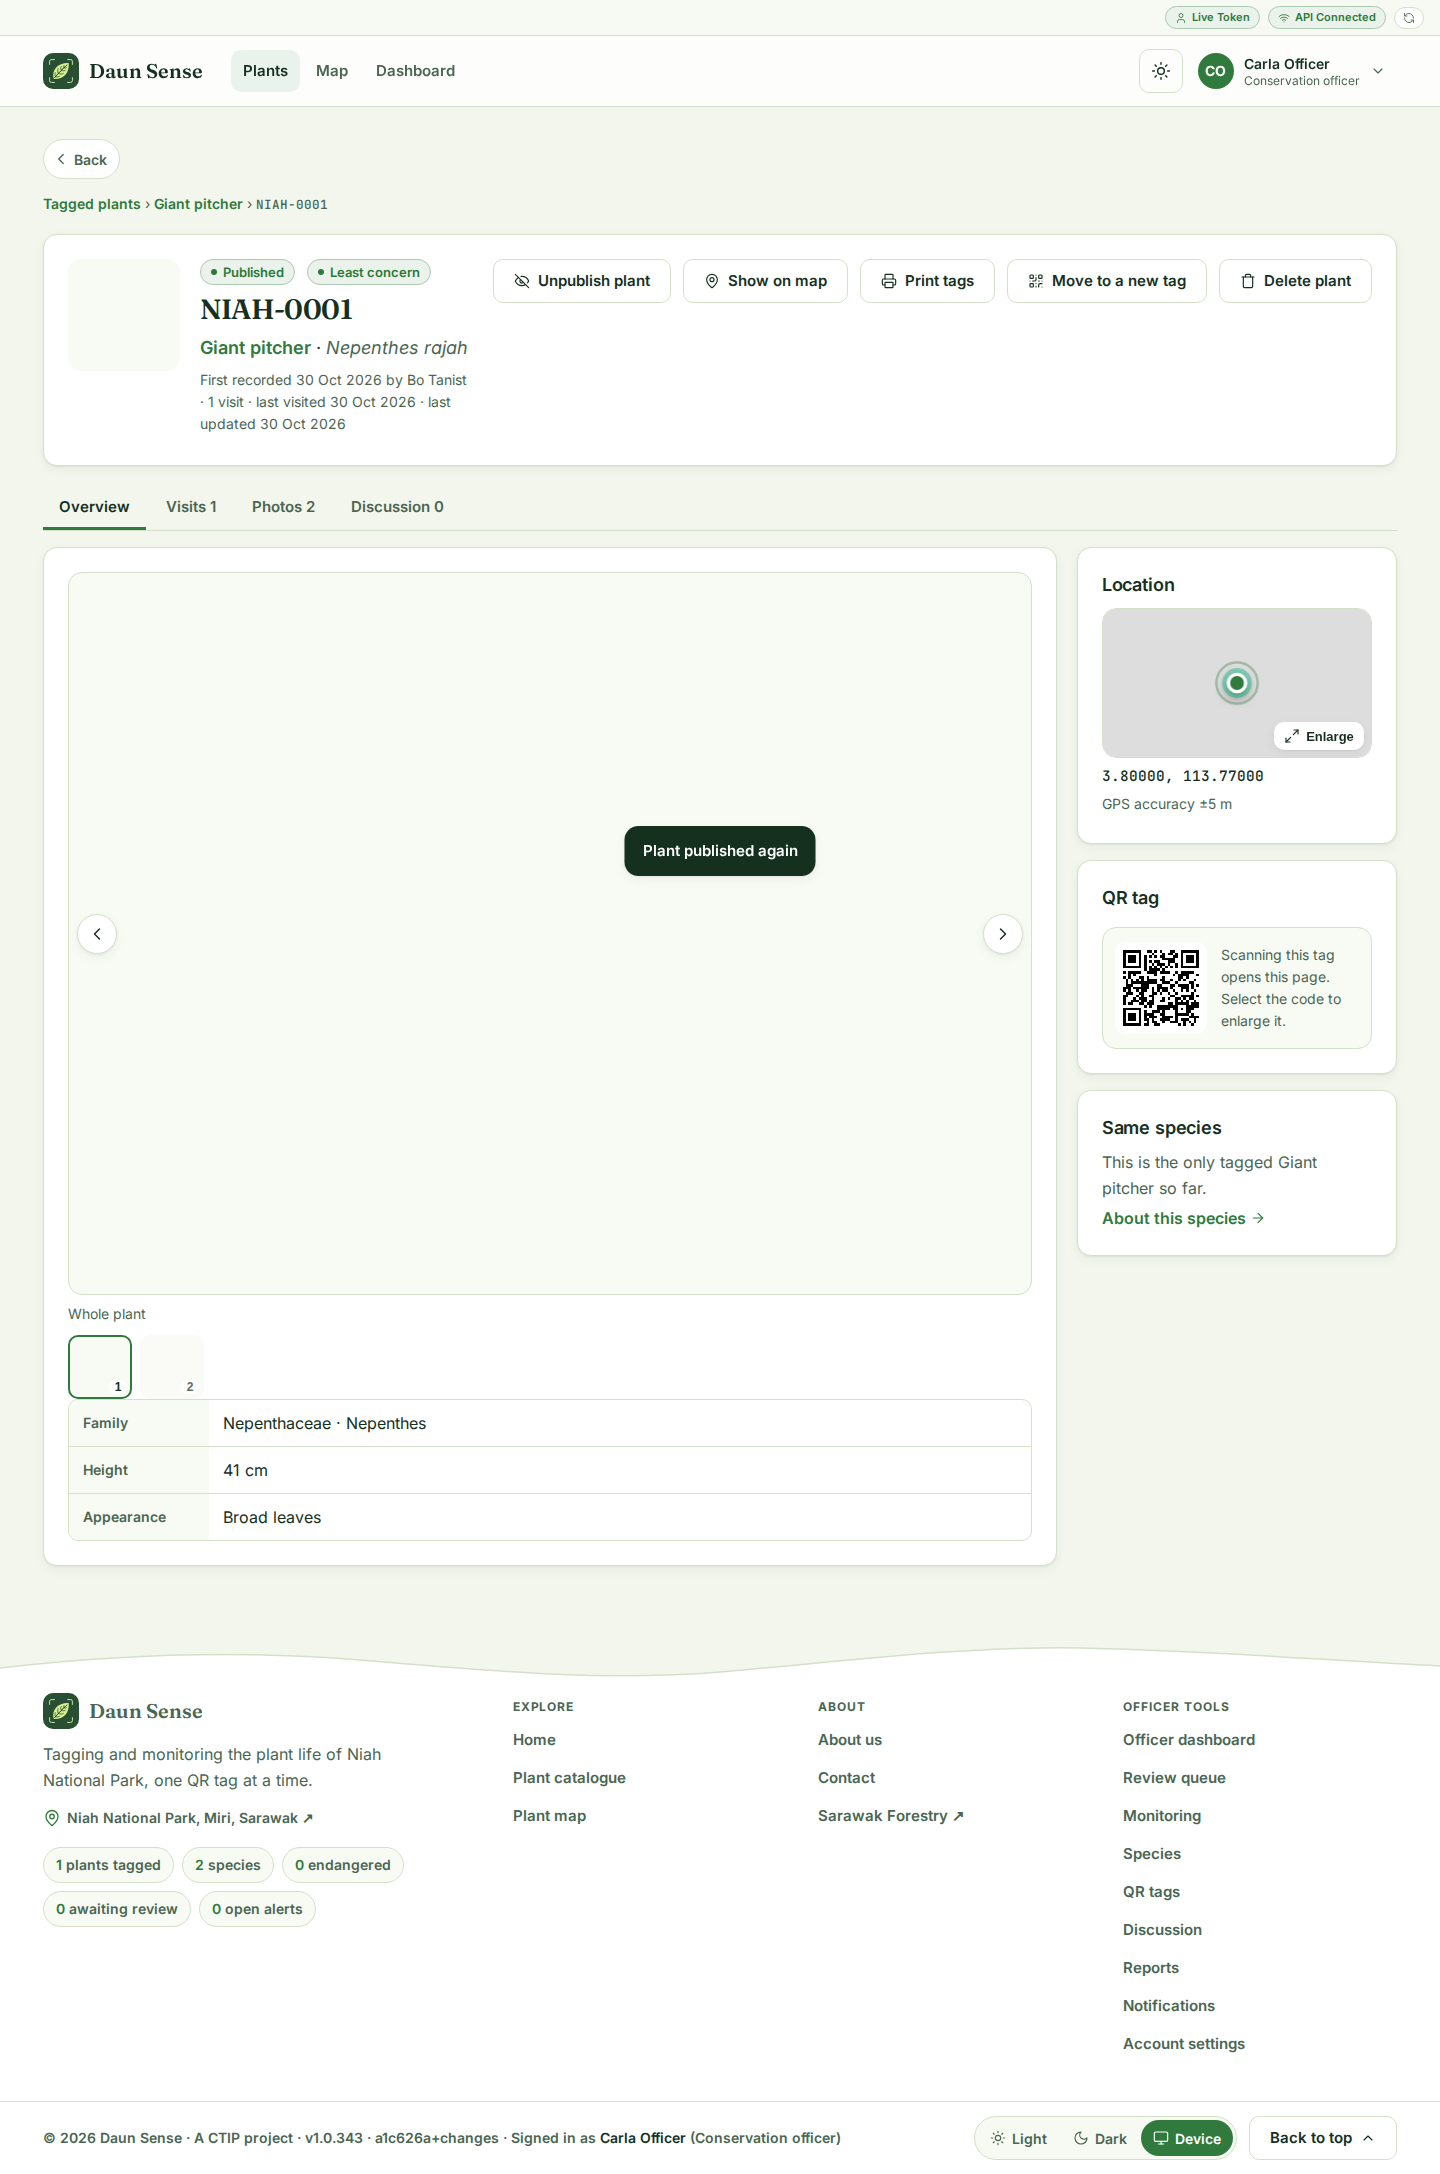 Live Token
API Connected
Daun Sense
Plants
Map
Dashboard
CO
Carla Officer
Conservation officer
Back
Tagged plants › Giant pitcher › NIAH-0001
Published
Least concern
NIAH-0001
Giant pitcher · Nepenthes rajah
First recorded 30 Oct 2026 by Bo Tanist
· 1 visit · last visited 30 Oct 2026 · last
updated 30 Oct 2026
Unpublish plant
Show on map
Print tags
Move to a new tag
Delete plant
Overview
Visits 1
Photos 2
Discussion 0
Plant published again
Whole plant
1
2
Family
Nepenthaceae · Nepenthes
Height
41 cm
Appearance
Broad leaves
Location
Enlarge
3.80000, 113.77000
GPS accuracy ±5 m
QR tag
Scanning this tag
opens this page.
Select the code to
enlarge it.
Same species
This is the only tagged Giant
pitcher so far.
About this species →
Daun Sense
Tagging and monitoring the plant life of Niah
National Park, one QR tag at a time.
Niah National Park, Miri, Sarawak ↗
1 plants tagged
2 species
0 endangered
0 awaiting review
0 open alerts
EXPLORE
Home
Plant catalogue
Plant map
ABOUT
About us
Contact
Sarawak Forestry ↗
OFFICER TOOLS
Officer dashboard
Review queue
Monitoring
Species
QR tags
Discussion
Reports
Notifications
Account settings
© 2026 Daun Sense · A CTIP project · v1.0.343 · a1c626a+changes · Signed in as Carla Officer (Conservation officer)
Light
Dark
Device
Back to top